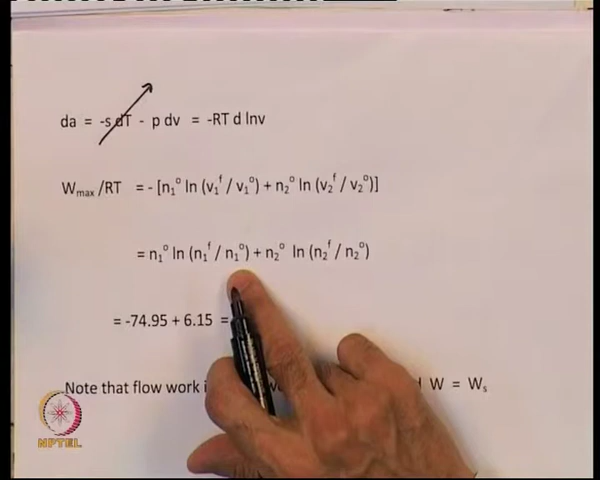 da = -s dT - p dv = -RT d lnv
Wmax /RT = - [n₁° ln (v₁ᶠ / v₁°) + n₂° ln (v₂ᶠ / v₂°)]
= n₁° ln (n₁ᶠ / n₁°) + n₂° ln (n₂ᶠ / n₂°)
= -74.95 + 6.15 =
Note that flow work W = Wₛ
NPTEL